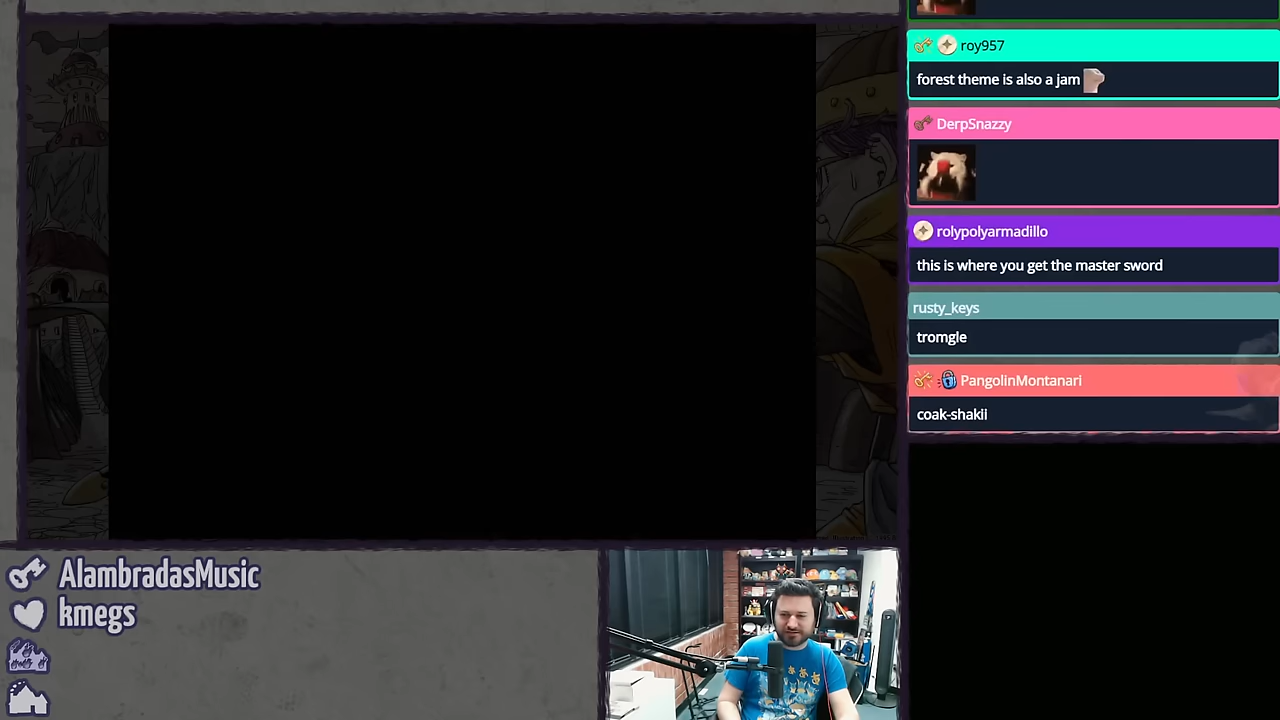 roy957
forest theme is also a jam
DerpSnazzy
rolypolyarmadillo
this is where you get the master sword
rusty_keys
tromgle
PangolinMontanari
coak-shakii
AlambradasMusic
kmegs